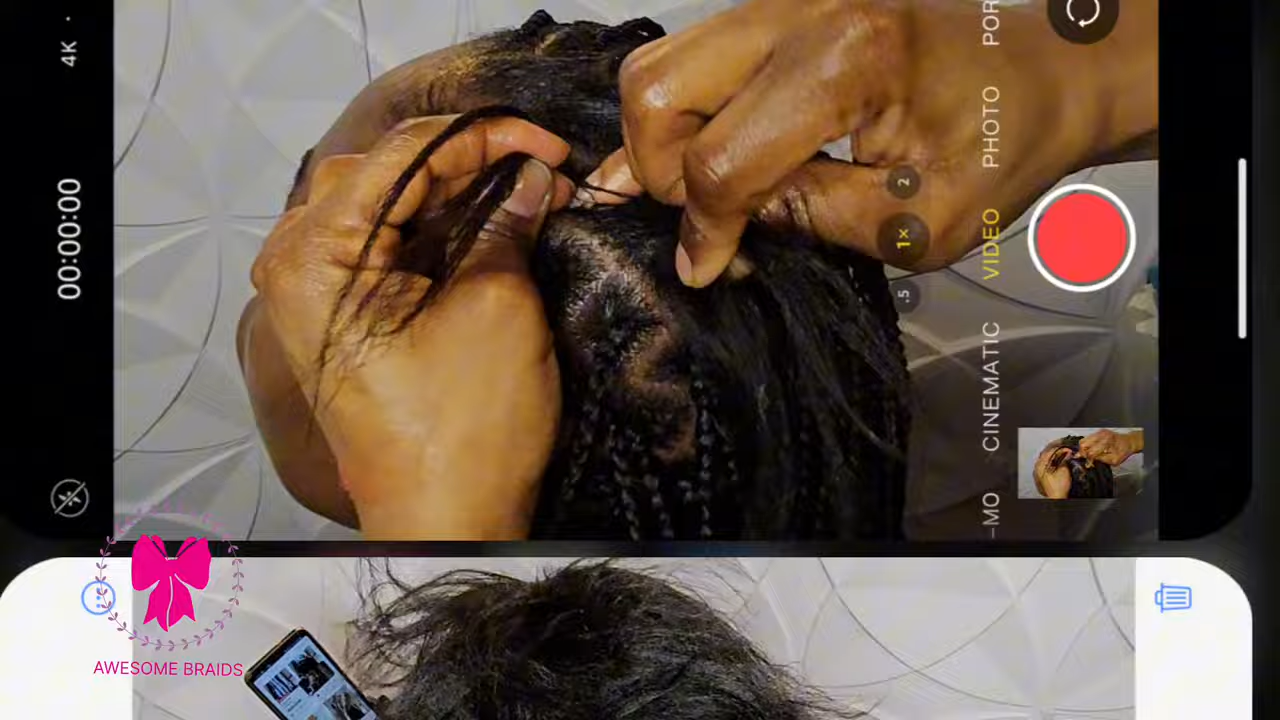 4K ·
00:00:00
POR
PHOTO
VIDEO
CINEMATIC
–MO
2
1×
.5
AWESOME BRAIDS